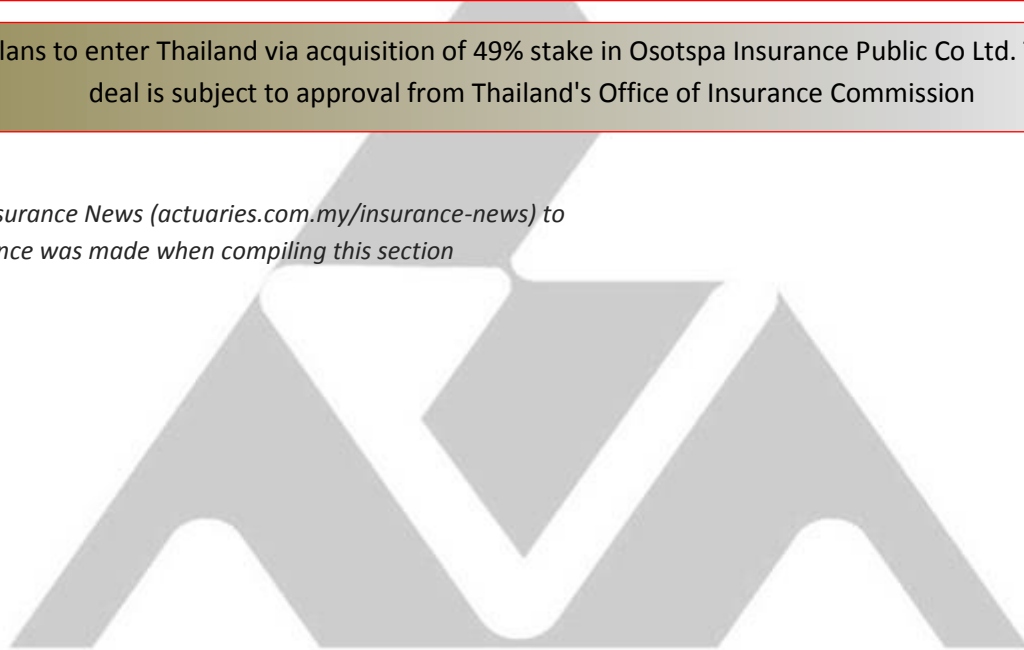 lans to enter Thailand via acquisition of 49% stake in Osotspa Insurance Public Co Ltd.
deal is subject to approval from Thailand's Office of Insurance Commission
surance News (actuaries.com.my/insurance-news) to
nce was made when compiling this section